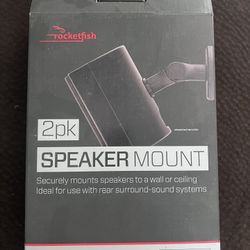 rocketfish
2pk
SPEAKER MOUNT
Securely mounts speakers to a wall or ceiling
Ideal for use with rear surround-sound systems